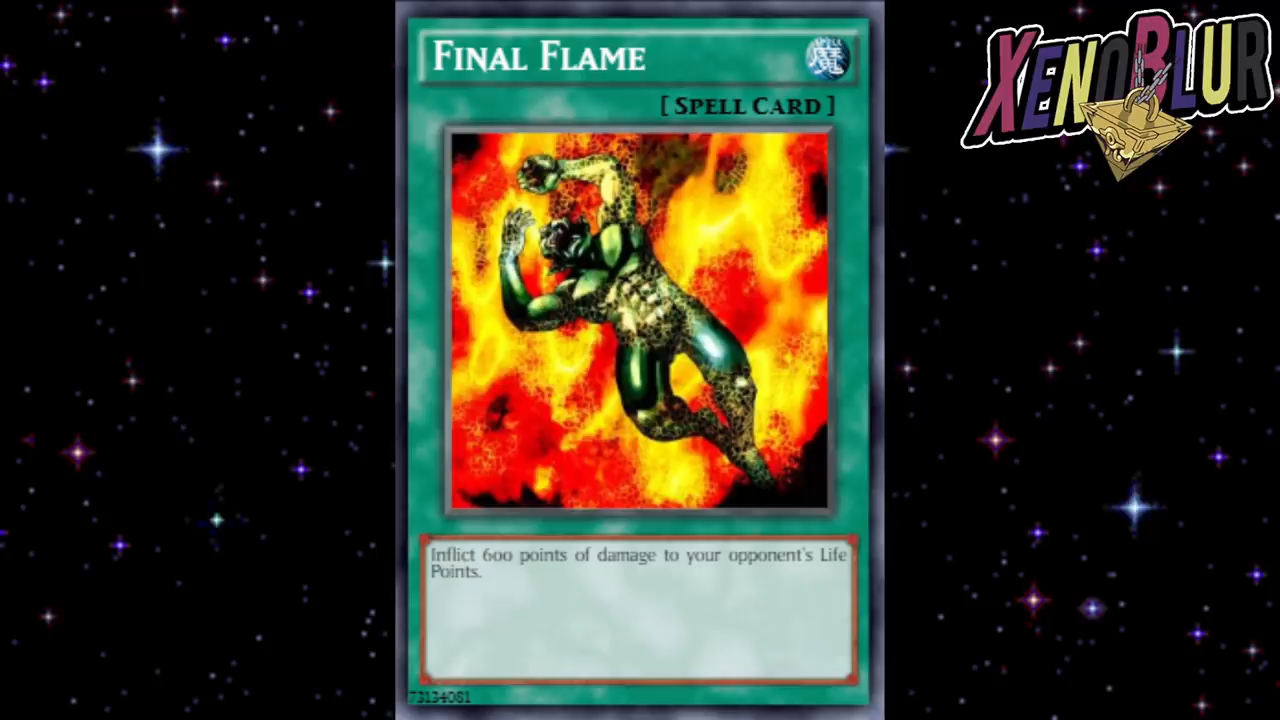 FINAL FLAME
魔
[ SPELL CARD ]
Inflict 600 points of damage to your opponent's Life
Points.
73134081
XENOBLUR